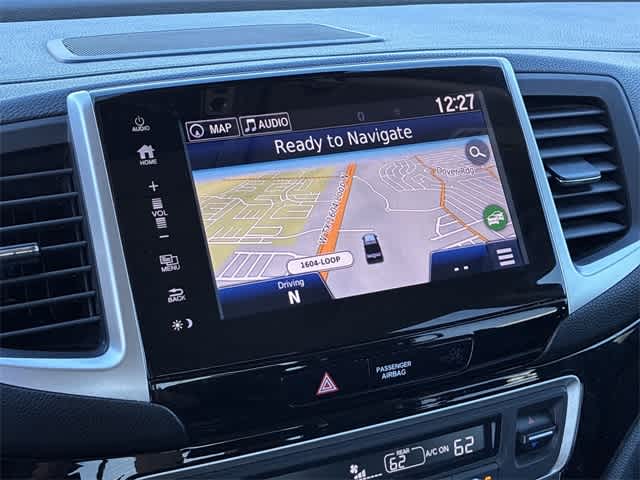 12:27
MAP
AUDIO
Ready to Navigate
AUDIO
HOME
+
VOL
-
MENU
BACK
Dover Rdg
1604-LOOP
Driving
N
PASSENGER
AIRBAG
REAR
62
A/C ON
62